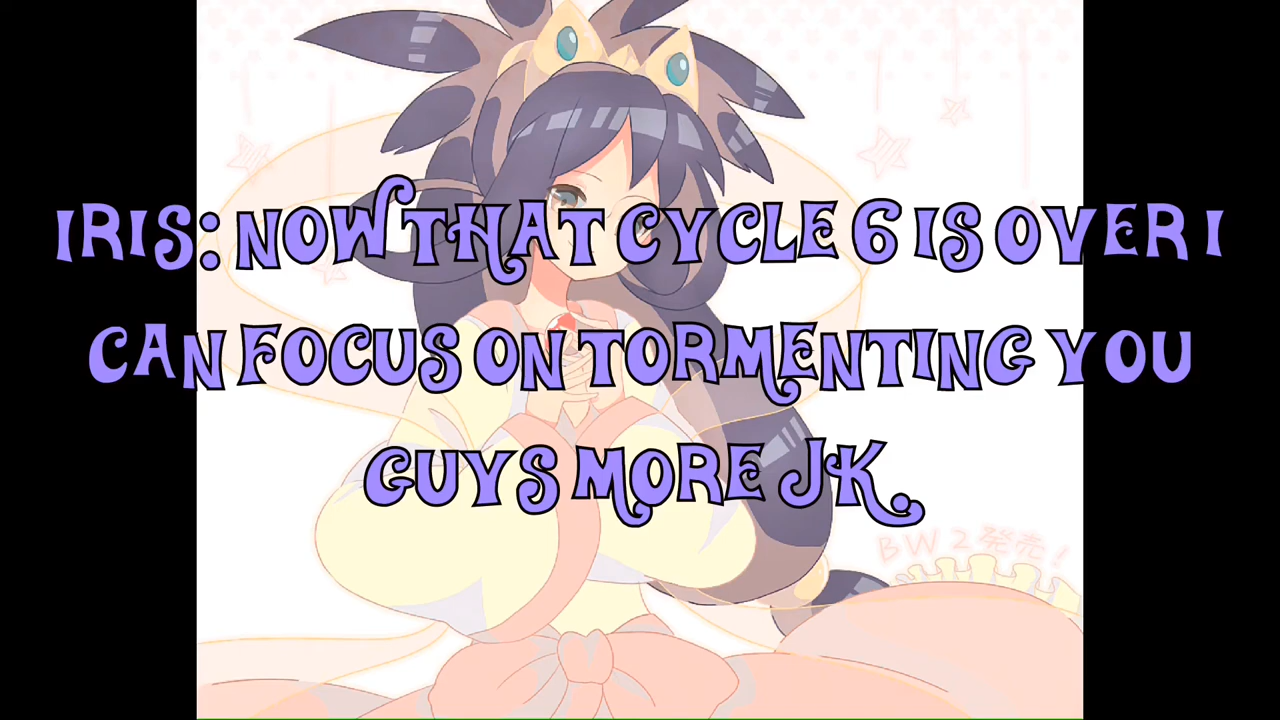 IRIS: NOW THAT CYCLE 6 IS OVER I
CAN FOCUS ON TORMENTING YOU
GUYS MORE JK.
BW2発売!